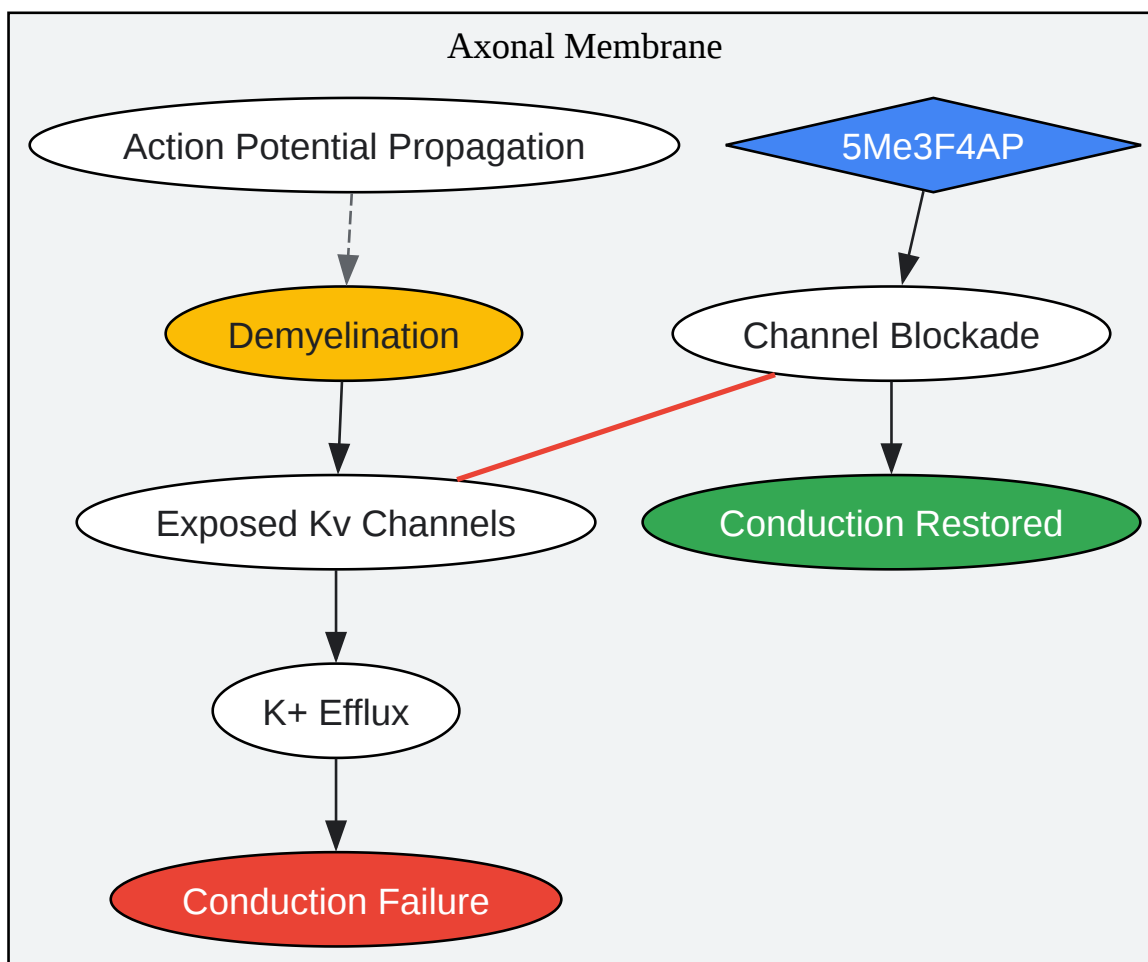 Axonal Membrane
Action Potential Propagation
5Me3F4AP
Demyelination
Channel Blockade
Exposed Kv Channels
Conduction Restored
K+ Efflux
Conduction Failure